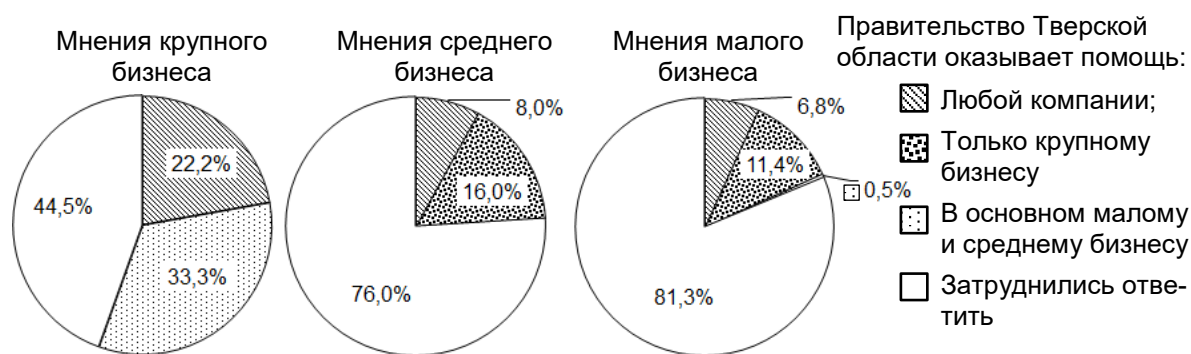 Мнения крупного
бизнеса
22,2%
33,3%
44,5%
Мнения среднего
бизнеса
8,0%
16,0%
76,0%
Мнения малого
бизнеса
6,8%
11,4%
0,5%
81,3%
Правительство Тверской
области оказывает помощь:
Любой компании;
Только крупному
бизнесу
В основном малому
и среднему бизнесу
Затруднились отве-
тить